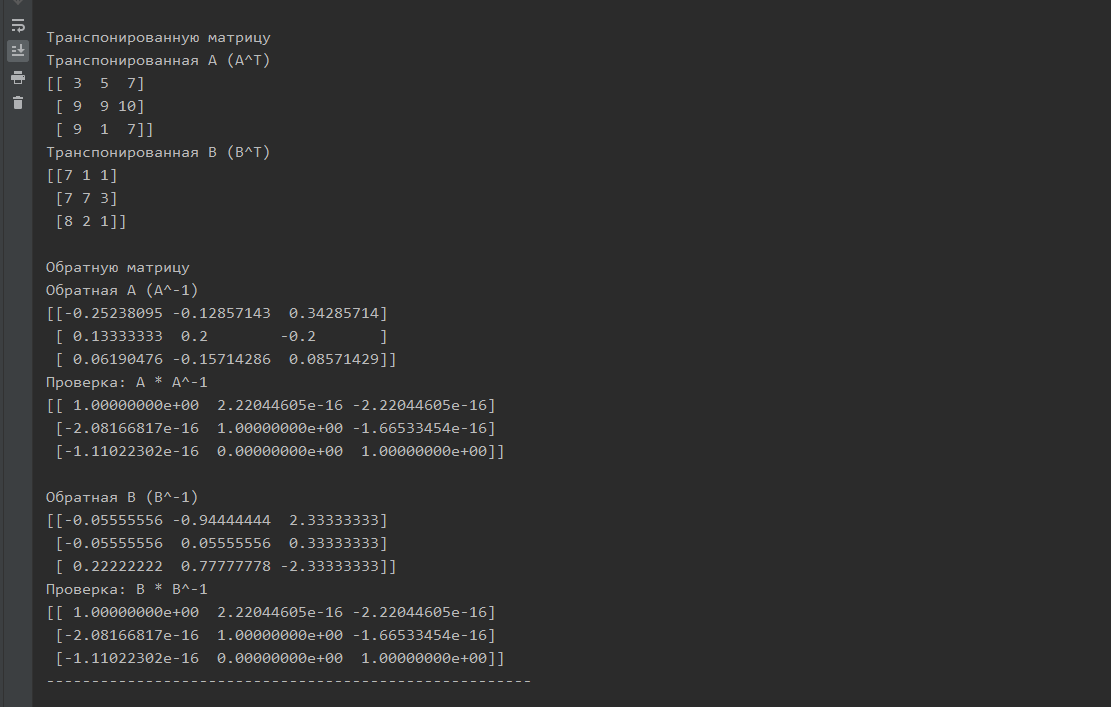 Транспонированную матрицу
Транспонированная A (A^T)
[[ 3  5  7]
 [ 9  9 10]
 [ 9  1  7]]
Транспонированная B (B^T)
[[7 1 1]
 [7 7 3]
 [8 2 1]]
Обратную матрицу
Обратная A (A^-1)
[[-0.25238095 -0.12857143  0.34285714]
 [ 0.13333333  0.2        -0.2       ]
 [ 0.06190476 -0.15714286  0.08571429]]
Проверка: A * A^-1
[[ 1.00000000e+00  2.22044605e-16 -2.22044605e-16]
 [-2.08166817e-16  1.00000000e+00 -1.66533454e-16]
 [-1.11022302e-16  0.00000000e+00  1.00000000e+00]]
Обратная B (B^-1)
[[-0.05555556 -0.94444444  2.33333333]
 [-0.05555556  0.05555556  0.33333333]
 [ 0.22222222  0.77777778 -2.33333333]]
Проверка: B * B^-1
[[ 1.00000000e+00  2.22044605e-16 -2.22044605e-16]
 [-2.08166817e-16  1.00000000e+00 -1.66533454e-16]
 [-1.11022302e-16  0.00000000e+00  1.00000000e+00]]
------------------------------------------------------